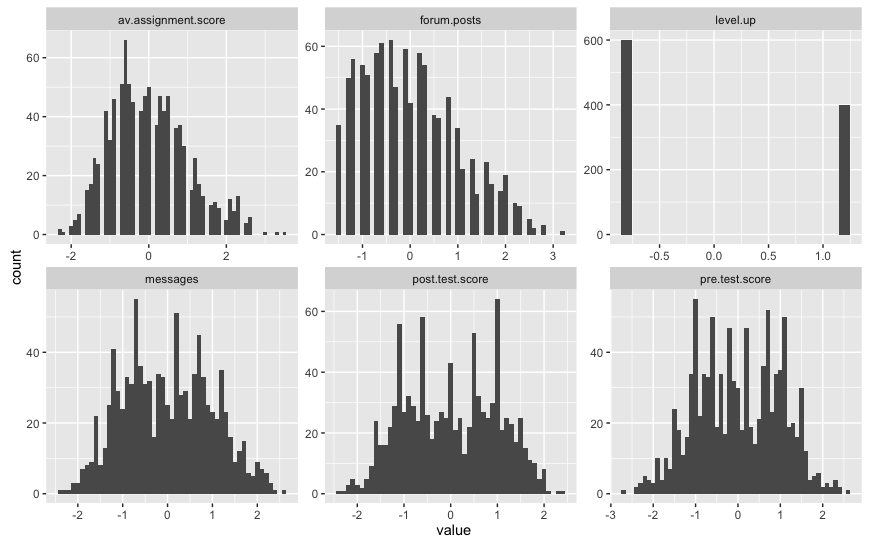 av.assignment.score forum.posts level.up
60 60 600
40 40 400
20 20 200
0 0 0
-2 0 2 -1 0 1 2 3 -0.5 0.0 0.5 1.0
count
messages post.test.score pre.test.score
60
40 40 40
20 20 20
0 0 0
-2 -1 0 1 2 -2 -1 0 1 2 -3 -2 -1 0 1 2
value